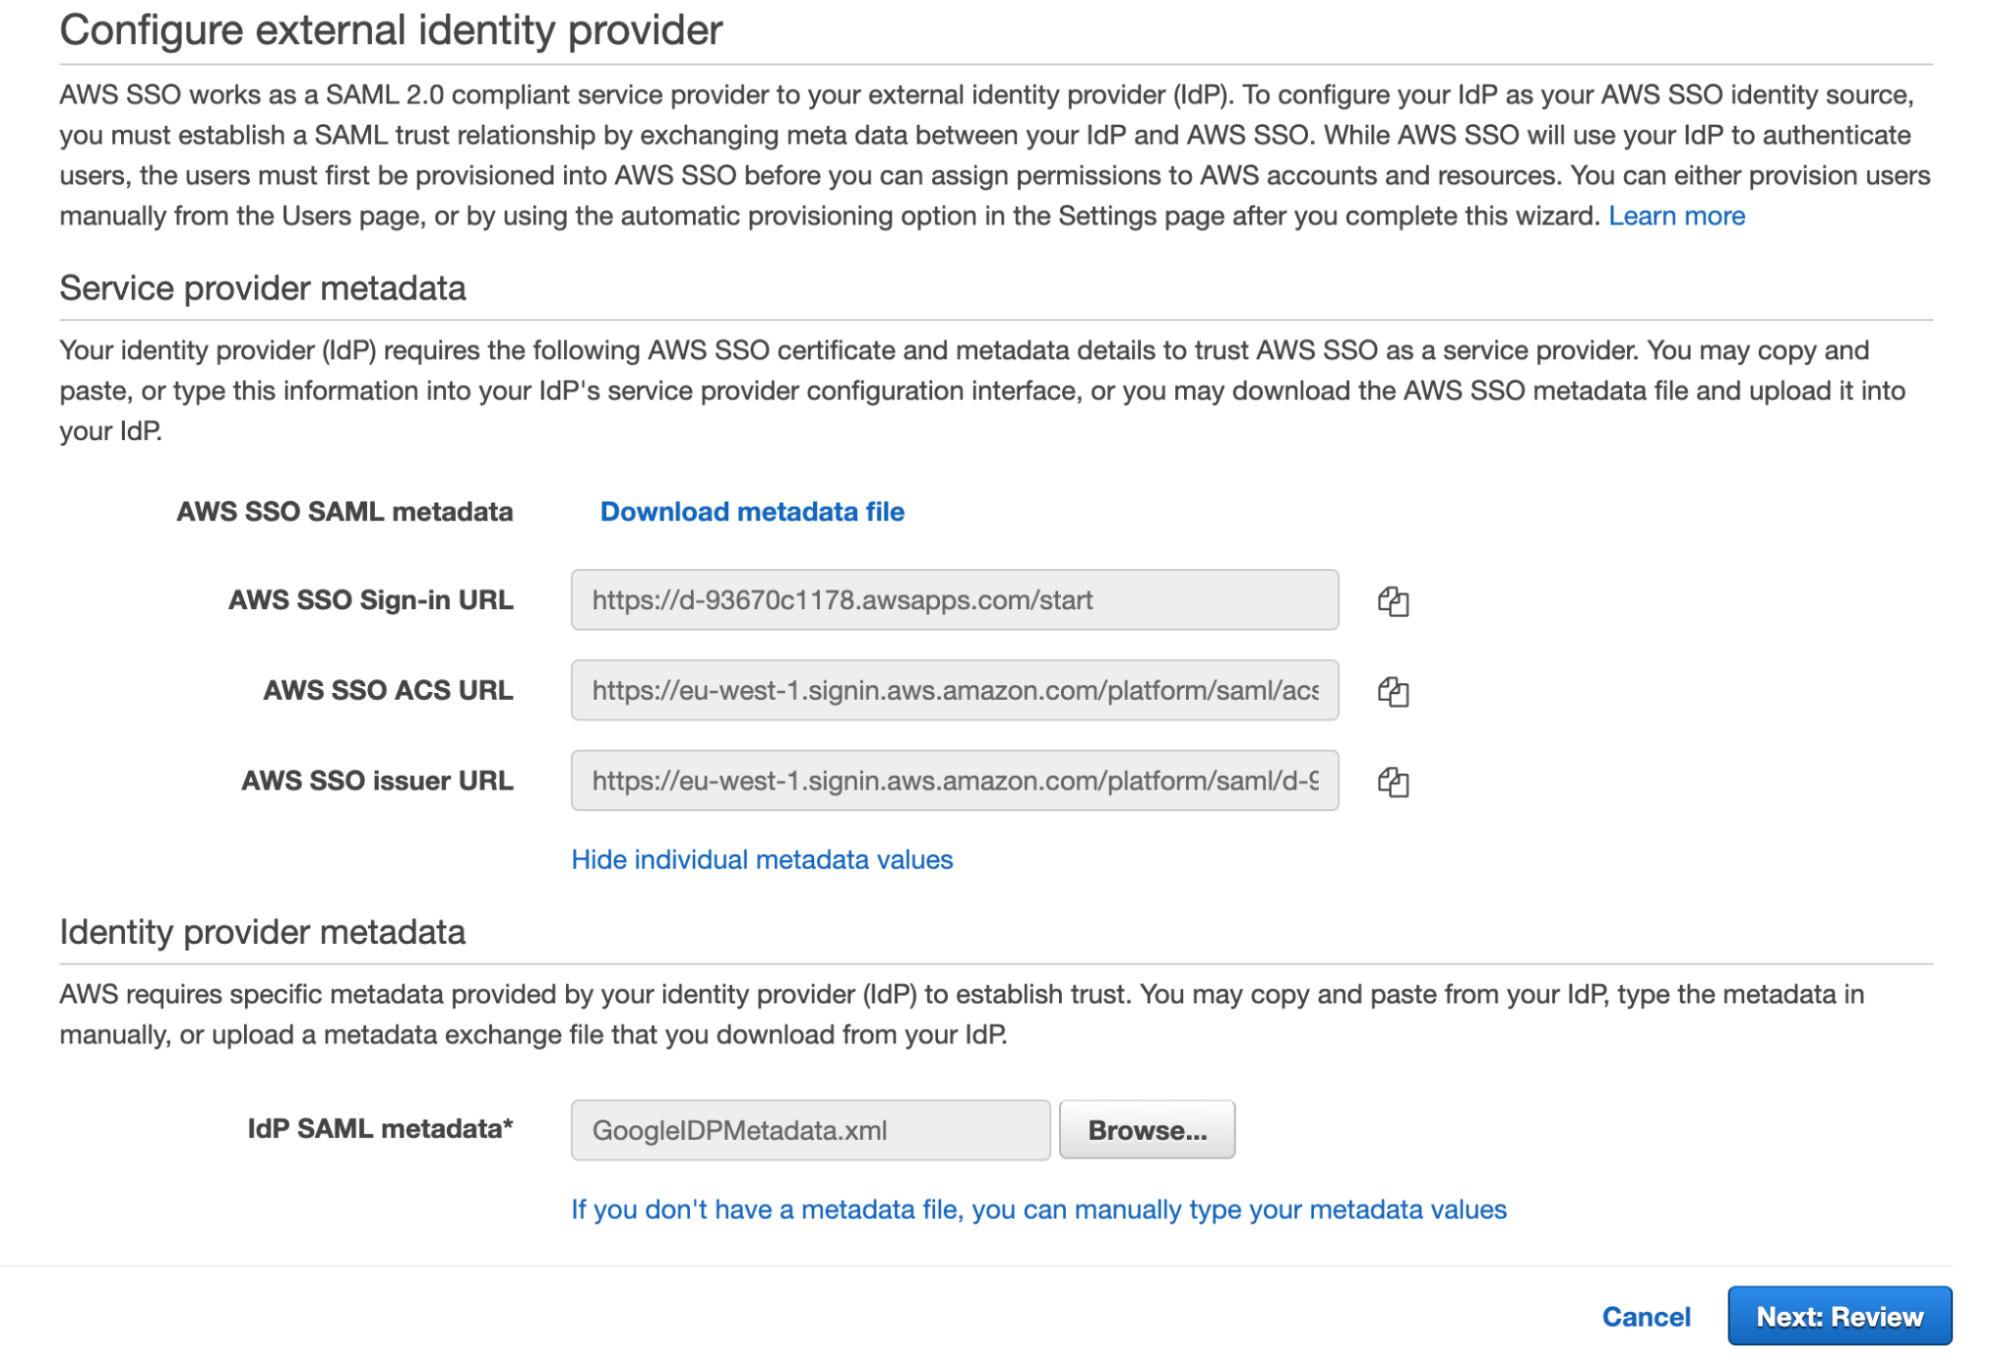 Configure external identity provider
AWS SSO works as a SAML 2.0 compliant service provider to your external identity provider (IdP). To configure your IdP as your AWS SSO identity source,
you must establish a SAML trust relationship by exchanging meta data between your IdP and AWS SSO. While AWS SSO will use your IdP to authenticate
users, the users must first be provisioned into AWS SSO before you can assign permissions to AWS accounts and resources. You can either provision users
manually from the Users page, or by using the automatic provisioning option in the Settings page after you complete this wizard. Learn more
Service provider metadata
Your identity provider (IdP) requires the following AWS SSO certificate and metadata details to trust AWS SSO as a service provider. You may copy and
paste, or type this information into your IdP's service provider configuration interface, or you may download the AWS SSO metadata file and upload it into
your IdP.
AWS SSO SAML metadata Download metadata file
AWS SSO Sign-in URL https://d-93670c1178.awsapps.com/start
AWS SSO ACS URL https://eu-west-1.signin.aws.amazon.com/platform/saml/acs
AWS SSO issuer URL https://eu-west-1.signin.aws.amazon.com/platform/saml/d-9
Hide individual metadata values
Identity provider metadata
AWS requires specific metadata provided by your identity provider (IdP) to establish trust. You may copy and paste from your IdP, type the metadata in
manually, or upload a metadata exchange file that you download from your IdP.
IdP SAML metadata* GoogleIDPMetadata.xml Browse...
If you don't have a metadata file, you can manually type your metadata values
Cancel Next: Review